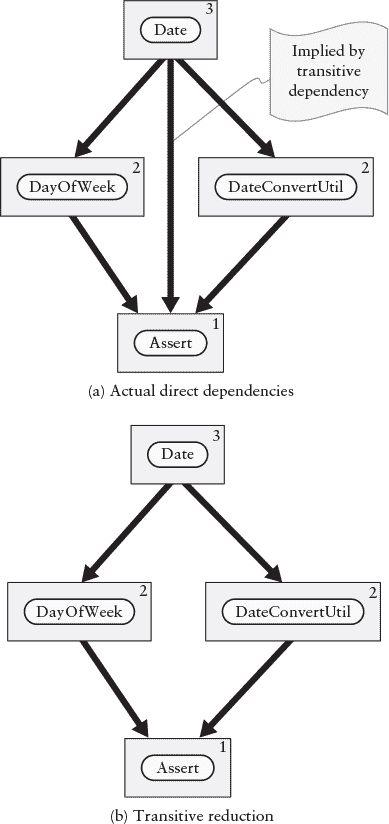 3
Date
Implied by
transitive
dependency
2
DayOfWeek
2
DateConvertUtil
1
Assert
(a) Actual direct dependencies
3
Date
2
DayOfWeek
2
DateConvertUtil
1
Assert
(b) Transitive reduction